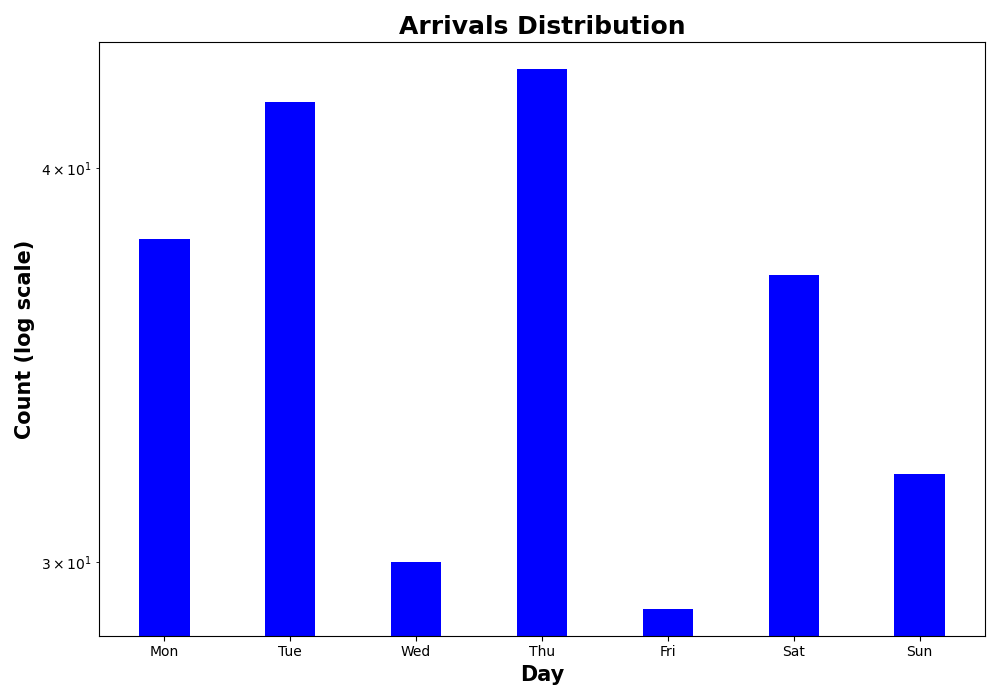 Arrivals Distribution
Count (log scale)
4 × 10¹
3 × 10¹
Mon Tue Wed Thu Fri Sat Sun
Day